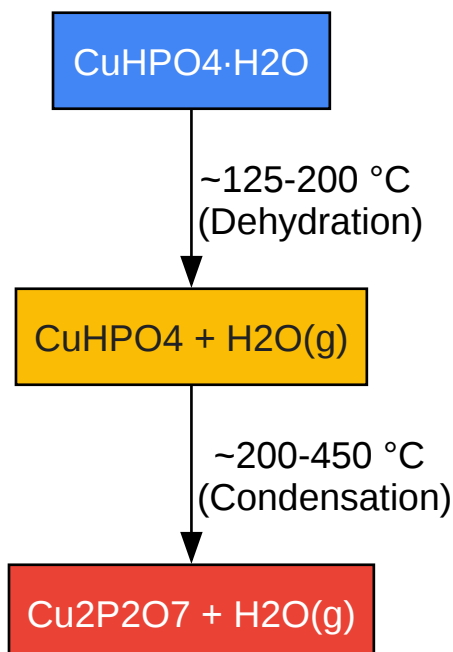 CuHPO4·H2O
~125-200 °C
(Dehydration)
CuHPO4 + H2O(g)
~200-450 °C
(Condensation)
Cu2P2O7 + H2O(g)